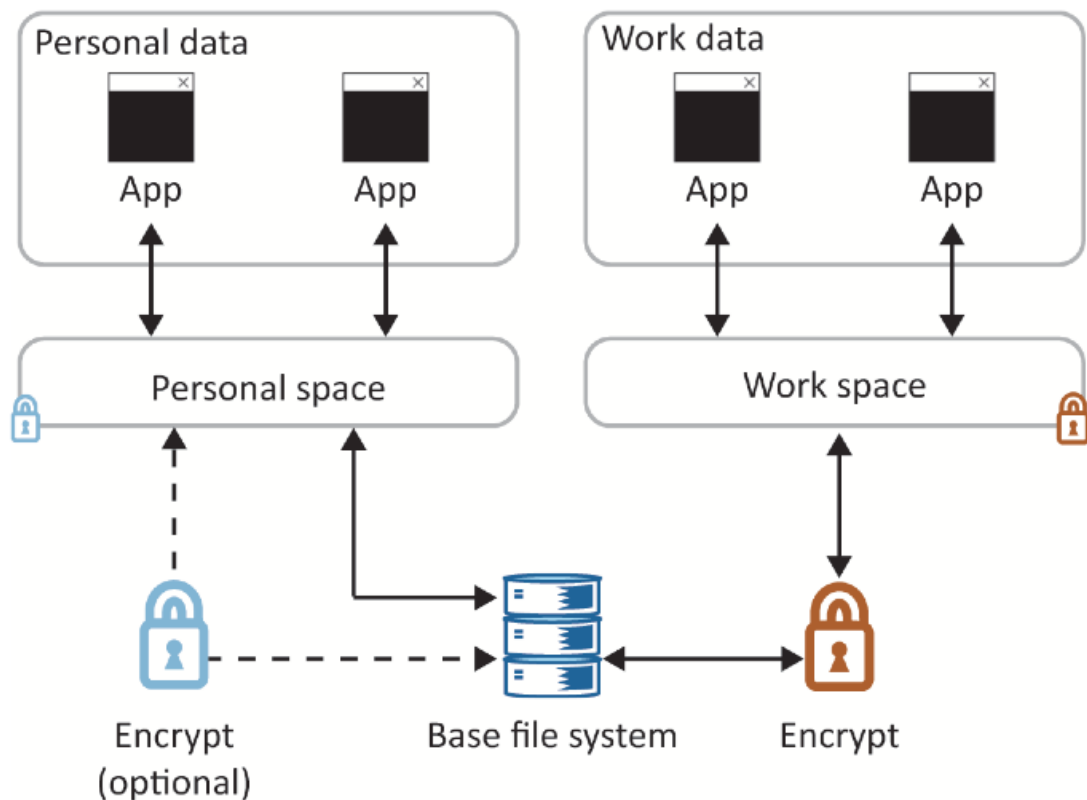 Personal data
Work data
App
App
App
App
Personal space
Work space
Encrypt
(optional)
Base file system
Encrypt